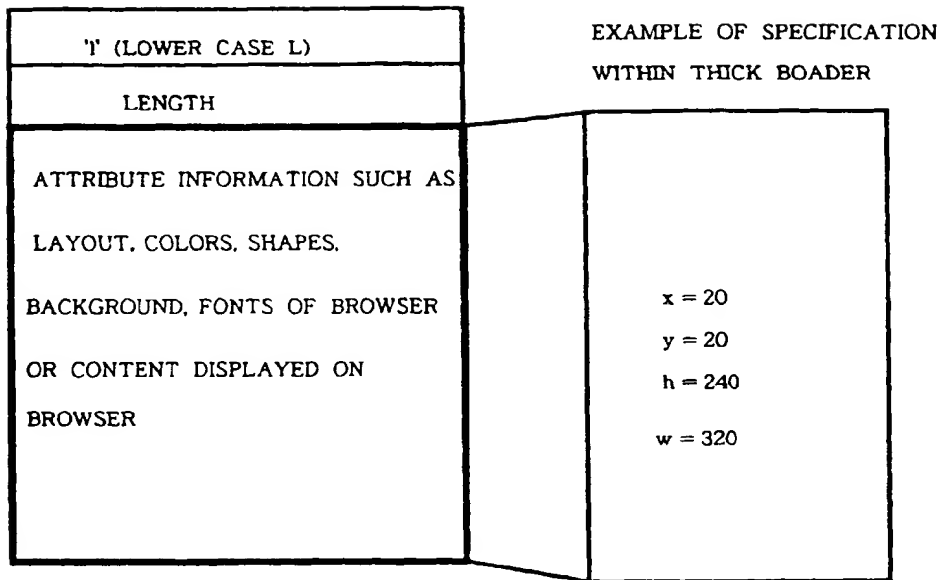 'l' (LOWER CASE L)
LENGTH
ATTRIBUTE INFORMATION SUCH AS
LAYOUT, COLORS, SHAPES,
BACKGROUND, FONTS OF BROWSER
OR CONTENT DISPLAYED ON
BROWSER
EXAMPLE OF SPECIFICATION
WITHIN THICK BOADER
x = 20
y = 20
h = 240
w = 320